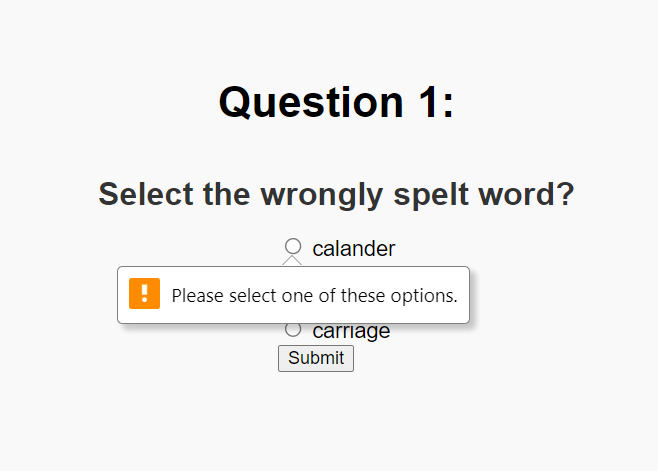 Question 1:
Select the wrongly spelt word?
calander
Please select one of these options.
carriage
Submit